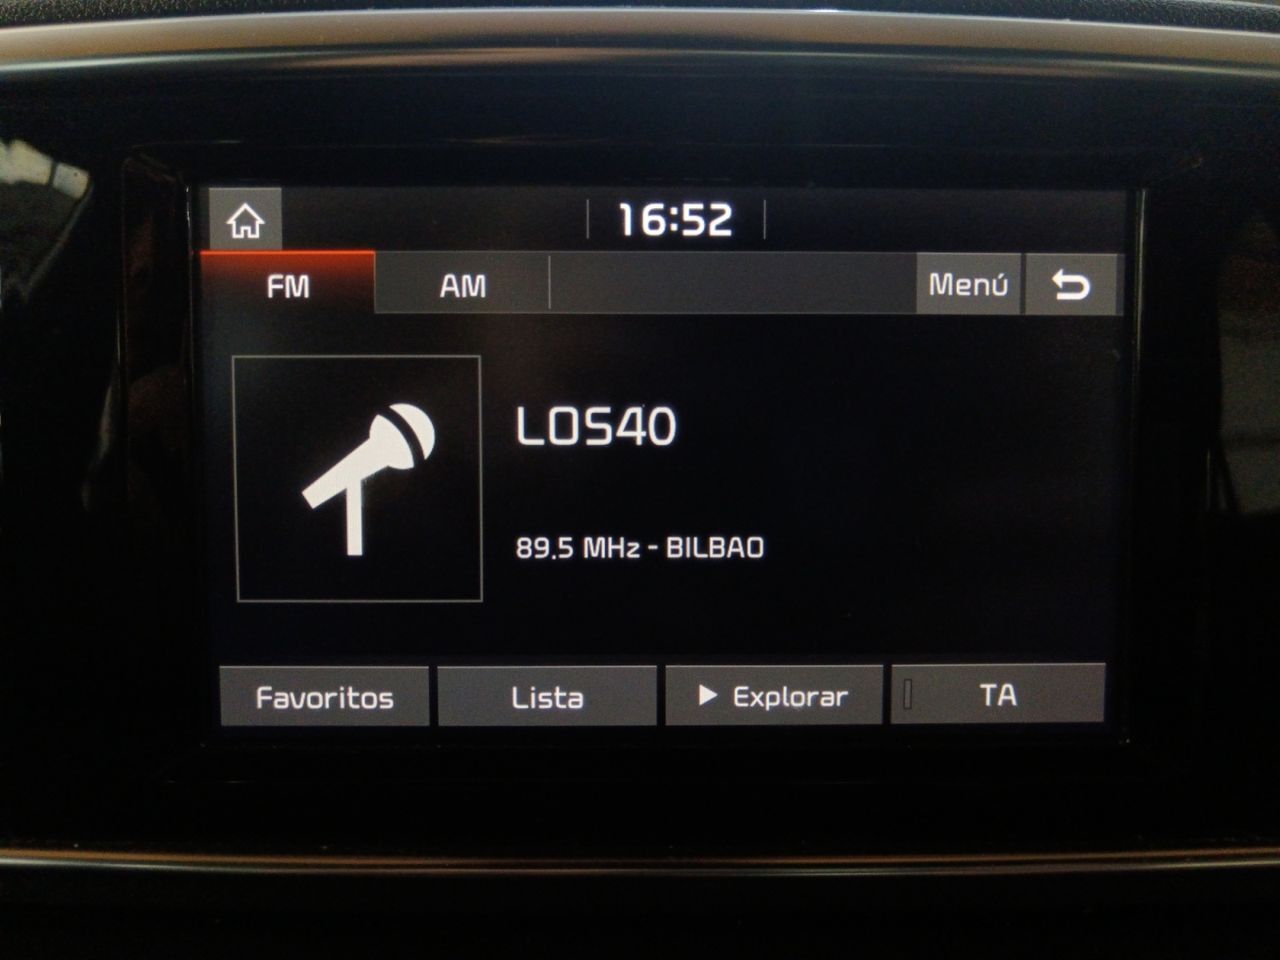 16:52
FM AM Menú
LOS40
89.5 MHz - BILBAO
Favoritos Lista Explorar TA